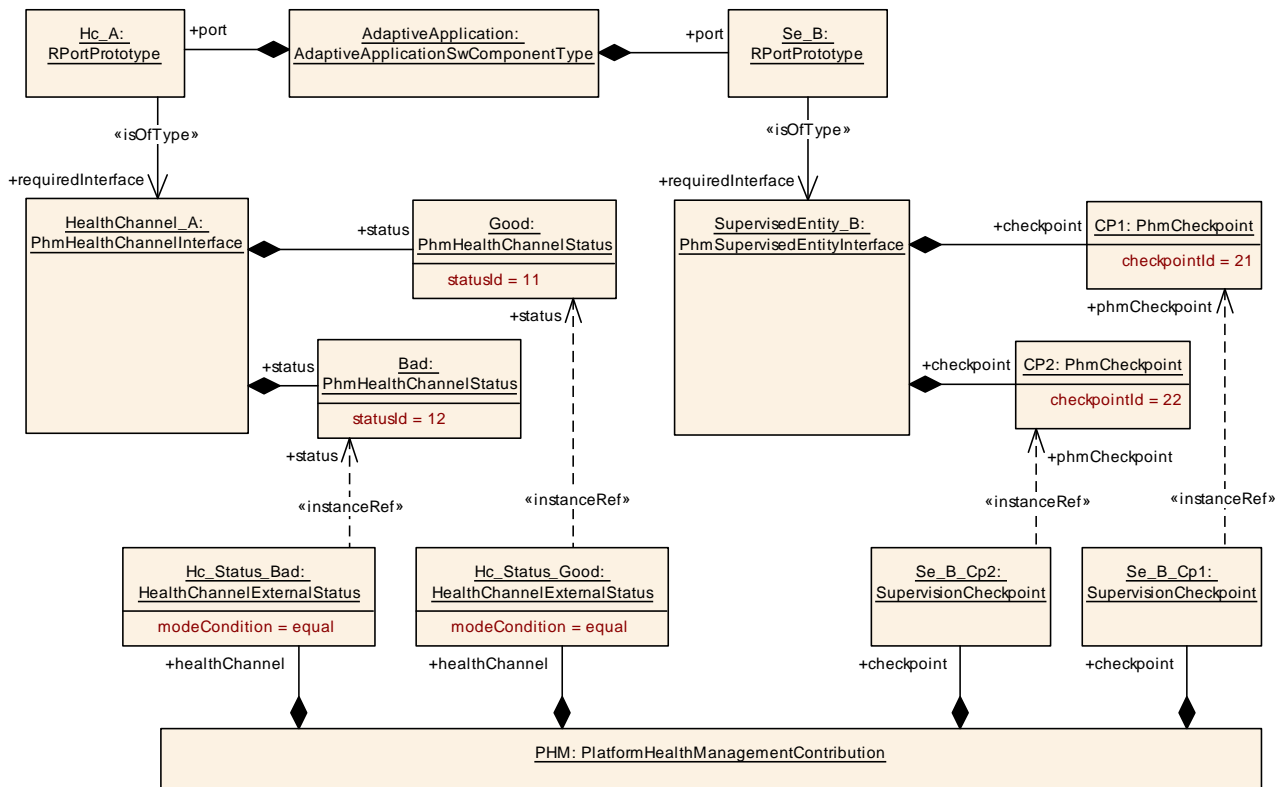 Hc_A:
RPortPrototype
+port
AdaptiveApplication:
AdaptiveApplicationSwComponentType
+port
Se_B:
RPortPrototype
«isOfType»
«isOfType»
+requiredInterface
+requiredInterface
HealthChannel_A:
PhmHealthChannelInterface
+status
Good:
PhmHealthChannelStatus
statusId = 11
+status
SupervisedEntity_B:
PhmSupervisedEntityInterface
+checkpoint
CP1: PhmCheckpoint
checkpointId = 21
+phmCheckpoint
+status
Bad:
PhmHealthChannelStatus
statusId = 12
+status
+checkpoint
CP2: PhmCheckpoint
checkpointId = 22
+phmCheckpoint
«instanceRef»
«instanceRef»
«instanceRef»
«instanceRef»
Hc_Status_Bad:
HealthChannelExternalStatus
modeCondition = equal
Hc_Status_Good:
HealthChannelExternalStatus
modeCondition = equal
Se_B_Cp2:
SupervisionCheckpoint
Se_B_Cp1:
SupervisionCheckpoint
+healthChannel
+healthChannel
+checkpoint
+checkpoint
PHM: PlatformHealthManagementContribution